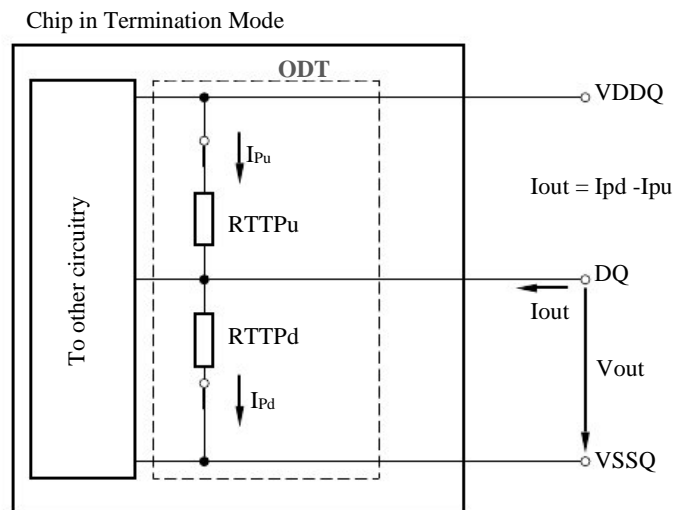 Chip in Termination Mode
ODT
VDDQ
IPu
Iout = Ipd -Ipu
RTTPu
To other circuitry
DQ
Iout
RTTPd
Vout
IPd
VSSQ